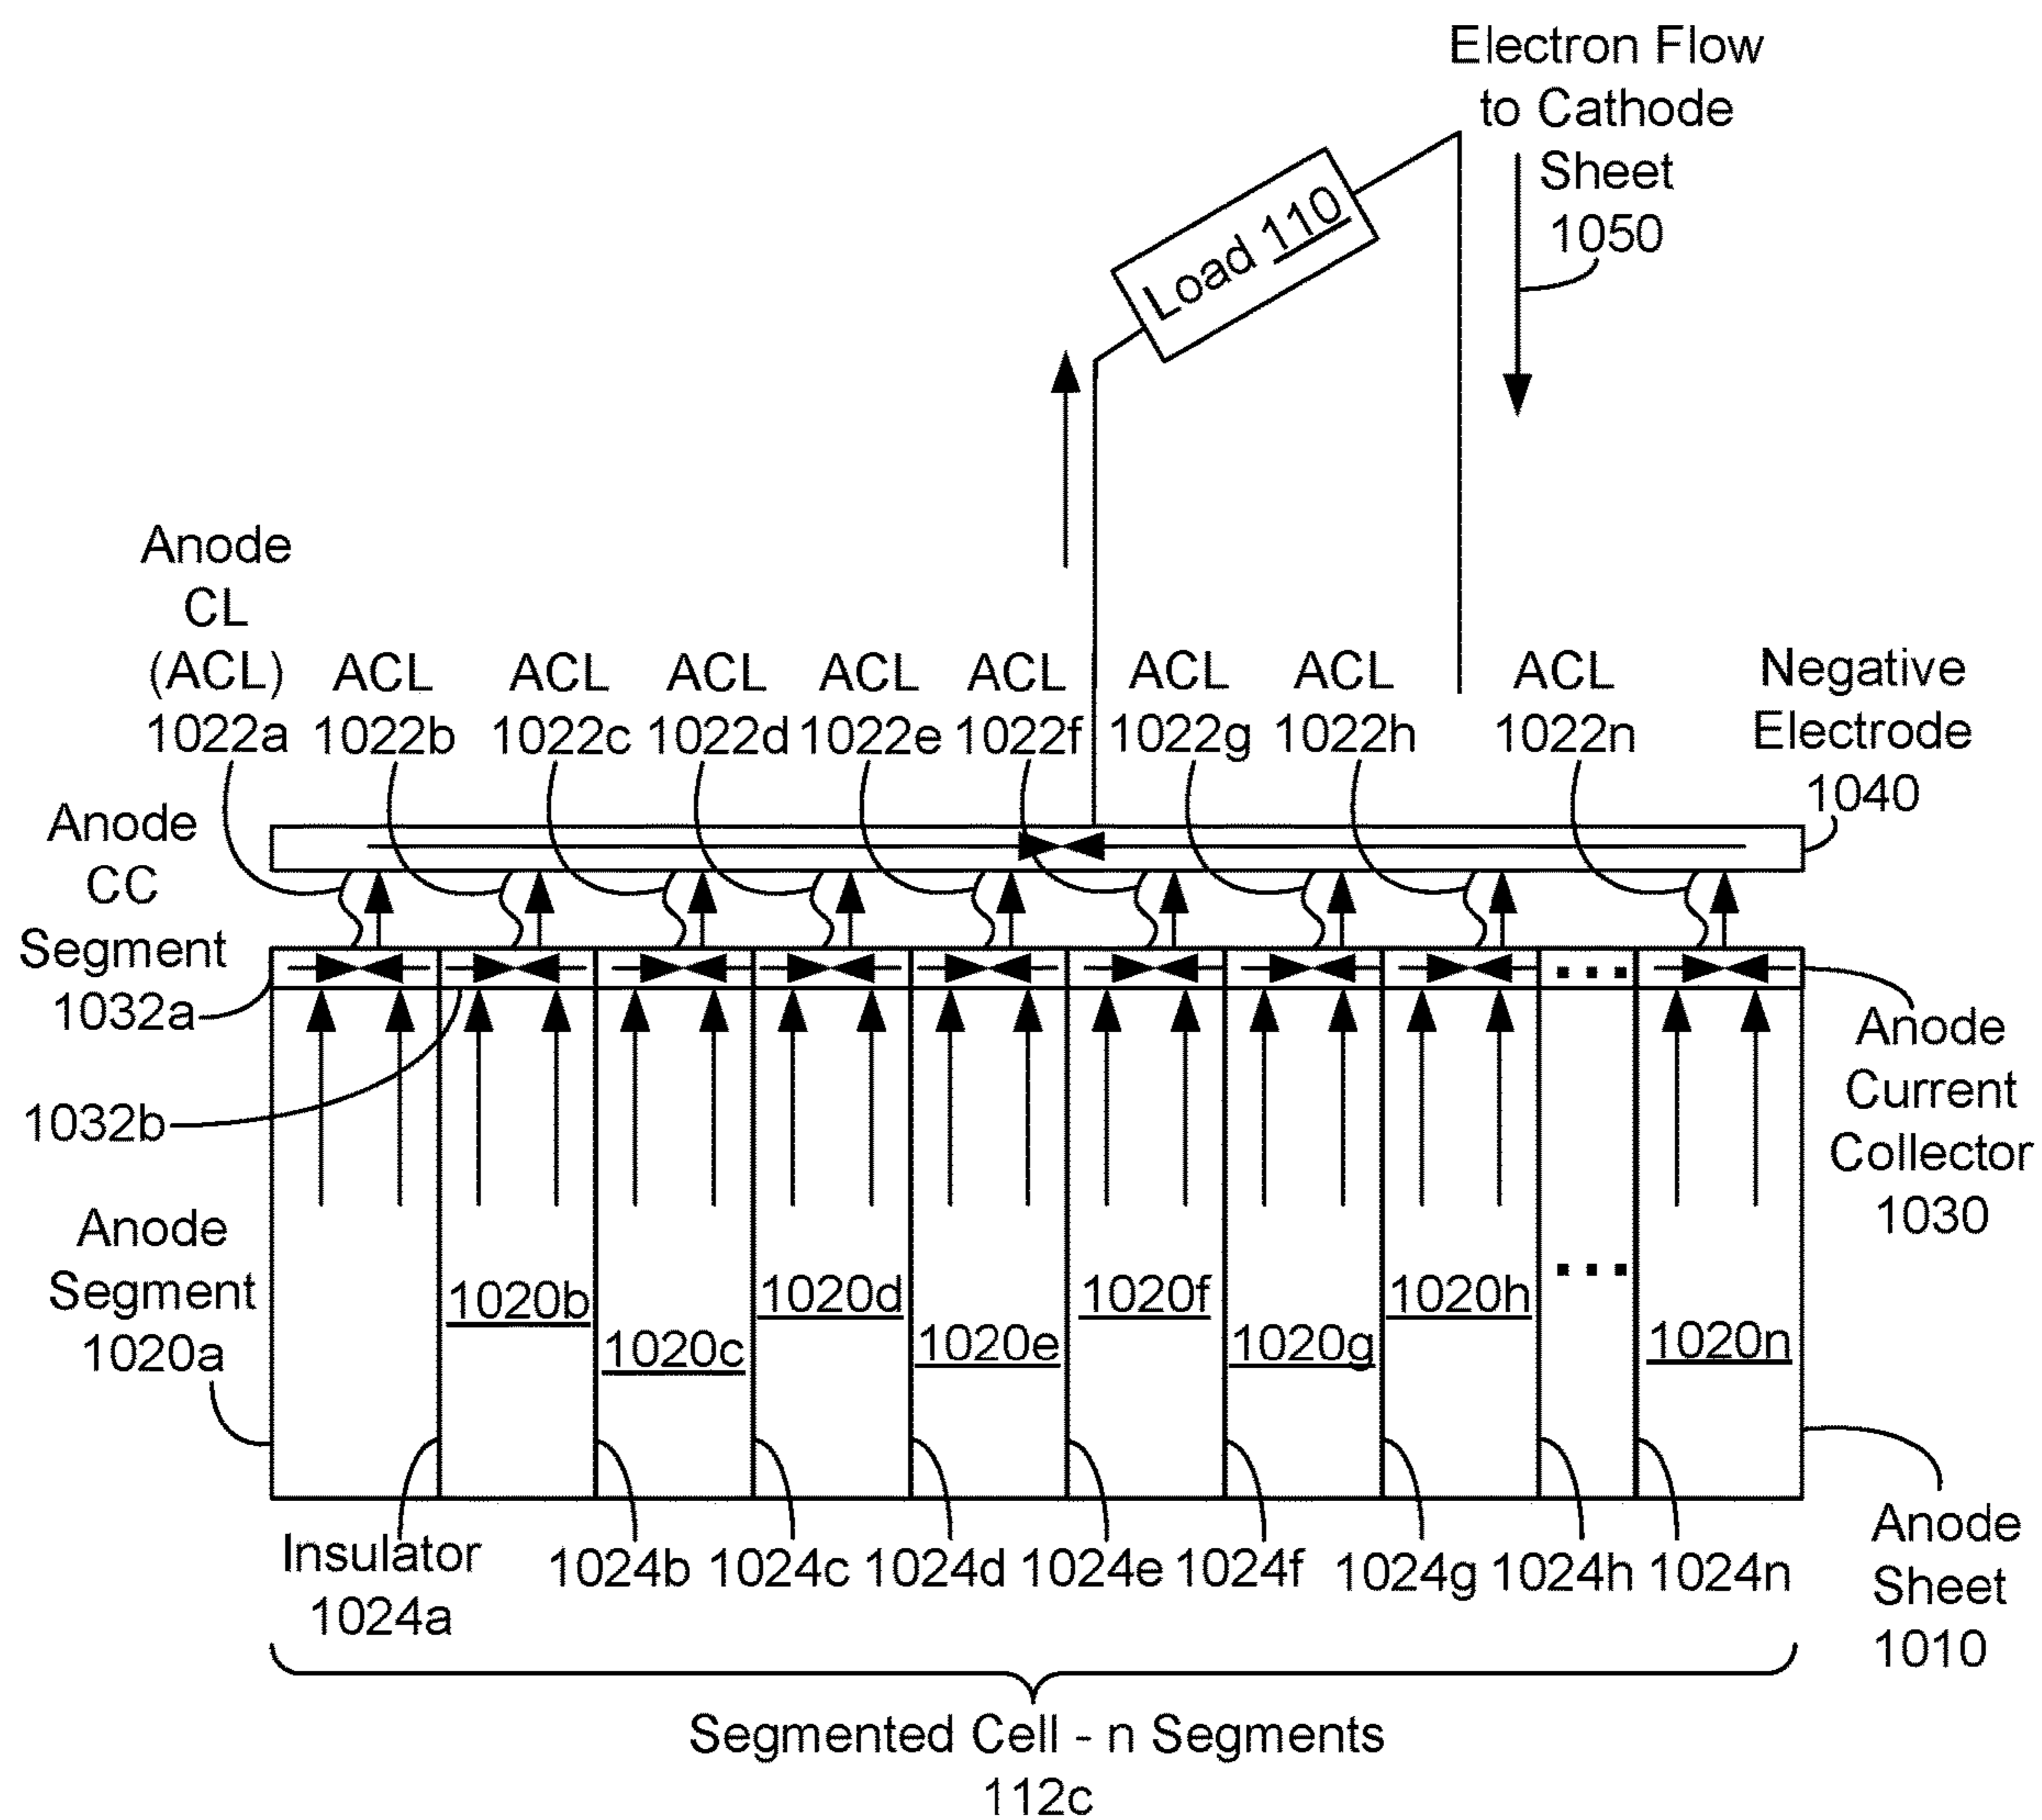 Electron Flow
to Cathode
Sheet
1050
Load 110
Anode
CL
(ACL)
1022a
ACL
1022b
ACL
1022c
ACL
1022d
ACL
1022e
ACL
1022f
ACL
1022g
ACL
1022h
ACL
1022n
Negative
Electrode
1040
Anode
CC
Segment
1032a
...
1032b
Anode
Current
Collector
1030
Anode
Segment
1020a
1020b
1020c
1020d
1020e
1020f
1020g
1020h
...
1020n
Insulator
1024a
1024b
1024c
1024d
1024e
1024f
1024g
1024h
1024n
Anode
Sheet
1010
Segmented Cell - n Segments
112c